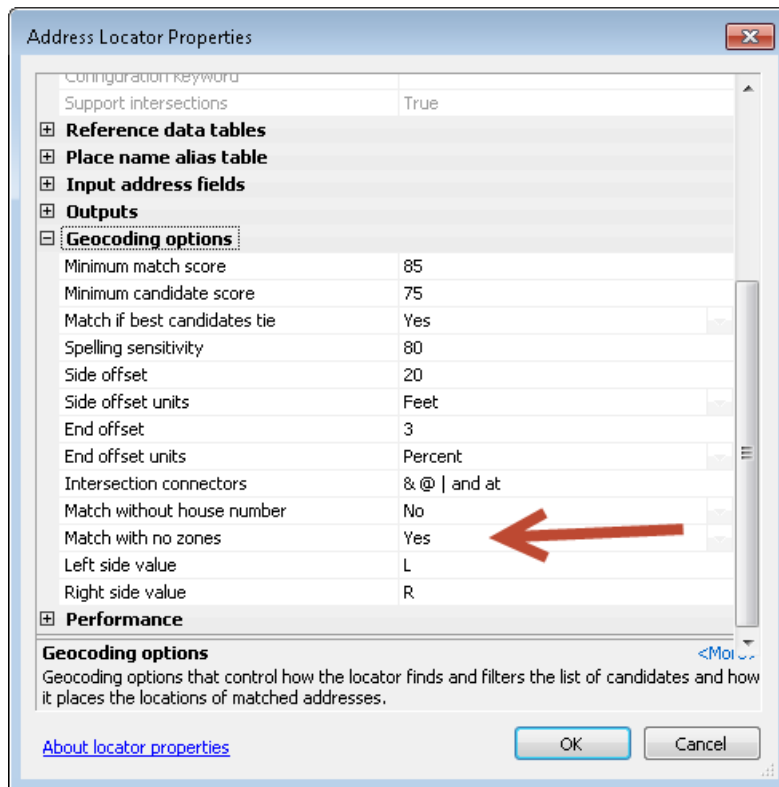 Address Locator Properties
Configuration keyword
Support intersections True
Reference data tables
Place name alias table
Input address fields
Outputs
Geocoding options
Minimum match score 85
Minimum candidate score 75
Match if best candidates tie Yes
Spelling sensitivity 80
Side offset 20
Side offset units Feet
End offset 3
End offset units Percent
Intersection connectors & @ | and at
Match without house number No
Match with no zones Yes
Left side value L
Right side value R
Performance
Geocoding options
Geocoding options that control how the locator finds and filters the list of candidates and how
it places the locations of matched addresses.
About locator properties OK Cancel